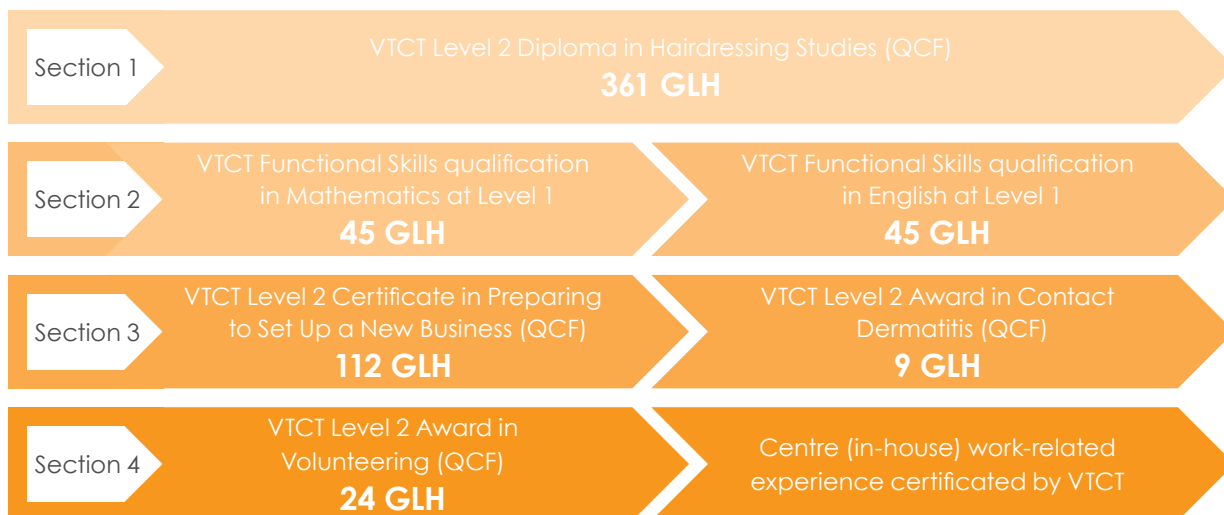 Section 1
VTCT Level 2 Diploma in Hairdressing Studies (QCF)
361 GLH
Section 2
VTCT Functional Skills qualification
in Mathematics at Level 1
45 GLH
VTCT Functional Skills qualification
in English at Level 1
45 GLH
Section 3
VTCT Level 2 Certificate in Preparing
to Set Up a New Business (QCF)
112 GLH
VTCT Level 2 Award in Contact
Dermatitis (QCF)
9 GLH
Section 4
VTCT Level 2 Award in
Volunteering (QCF)
24 GLH
Centre (in-house) work-related
experience certificated by VTCT